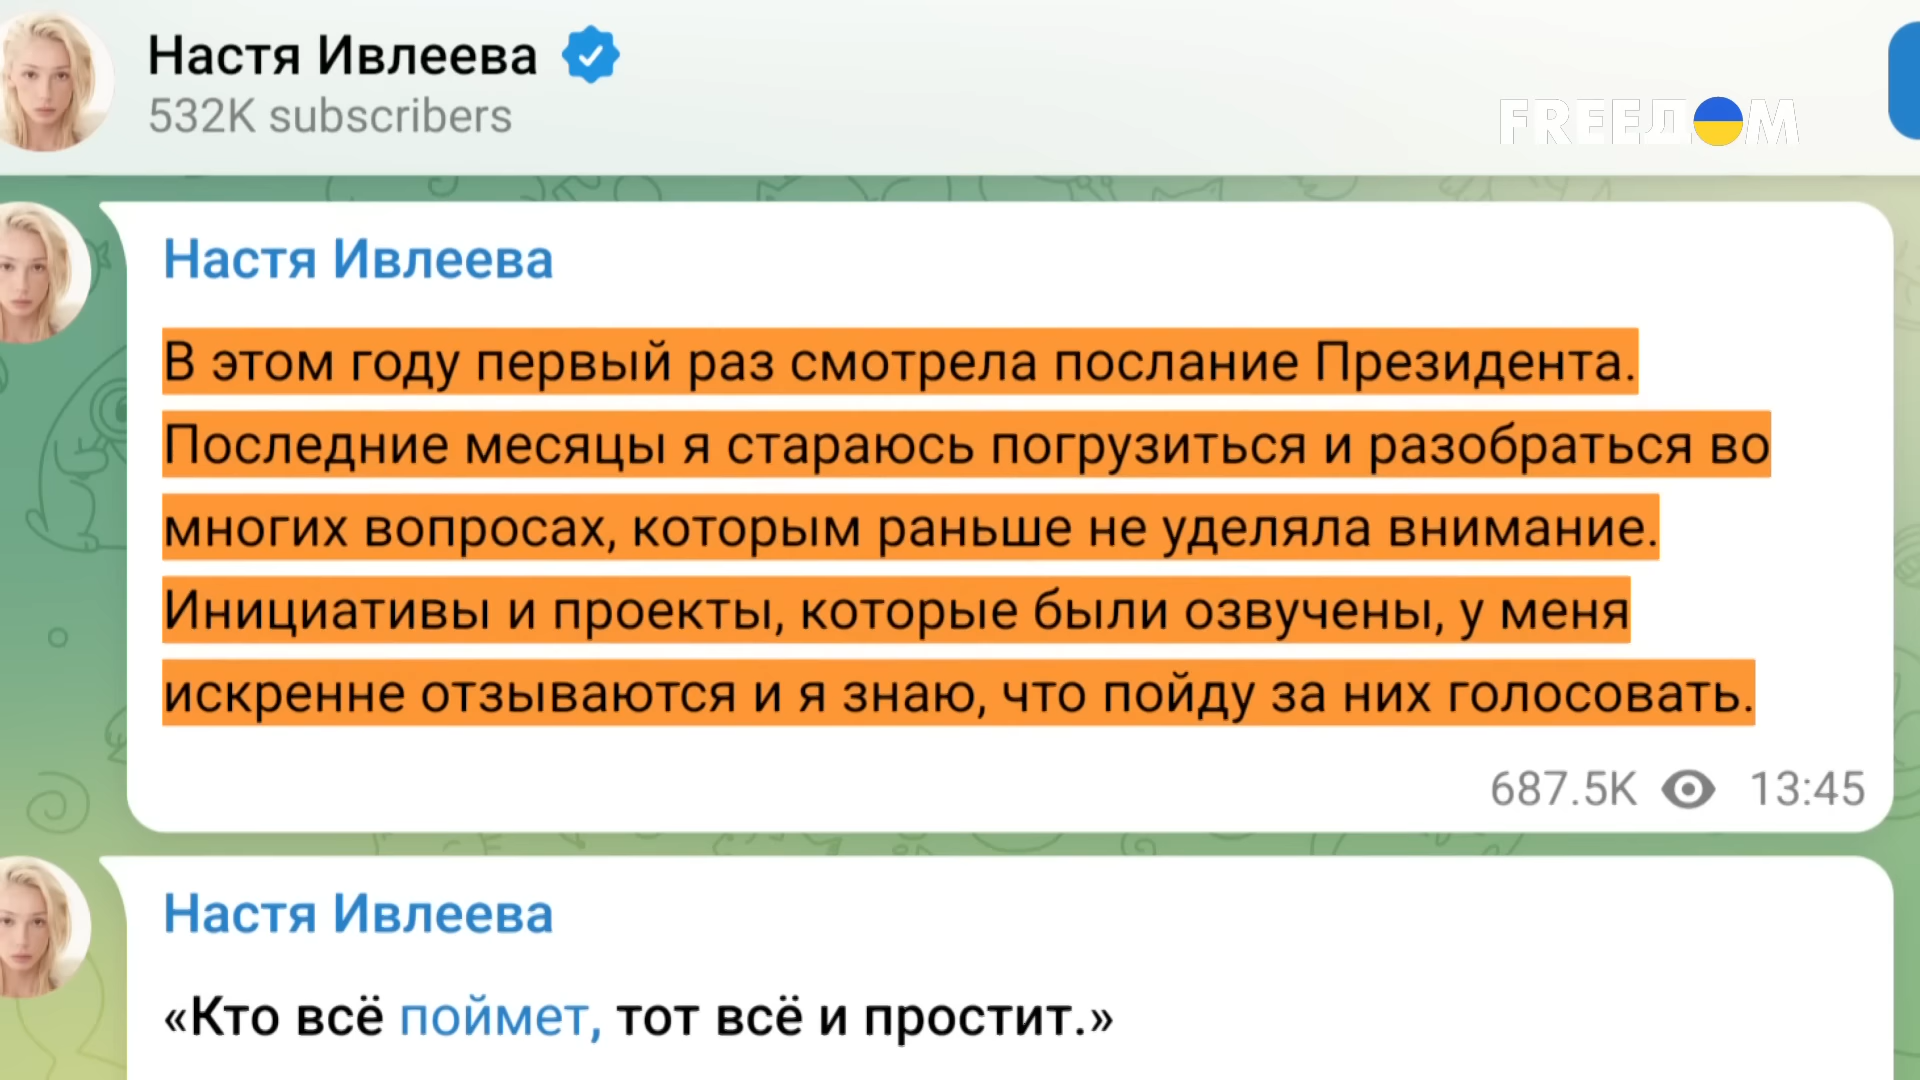 Настя Ивлеева
532K subscribers
FREEДOM
Настя Ивлеева
В этом году первый раз смотрела послание Президента.
Последние месяцы я стараюсь погрузиться и разобраться во
многих вопросах, которым раньше не уделяла внимание.
Инициативы и проекты, которые были озвучены, у меня
искренне отзываются и я знаю, что пойду за них голосовать.
687.5K 13:45
Настя Ивлеева
«Кто всё поймет, тот всё и простит.»